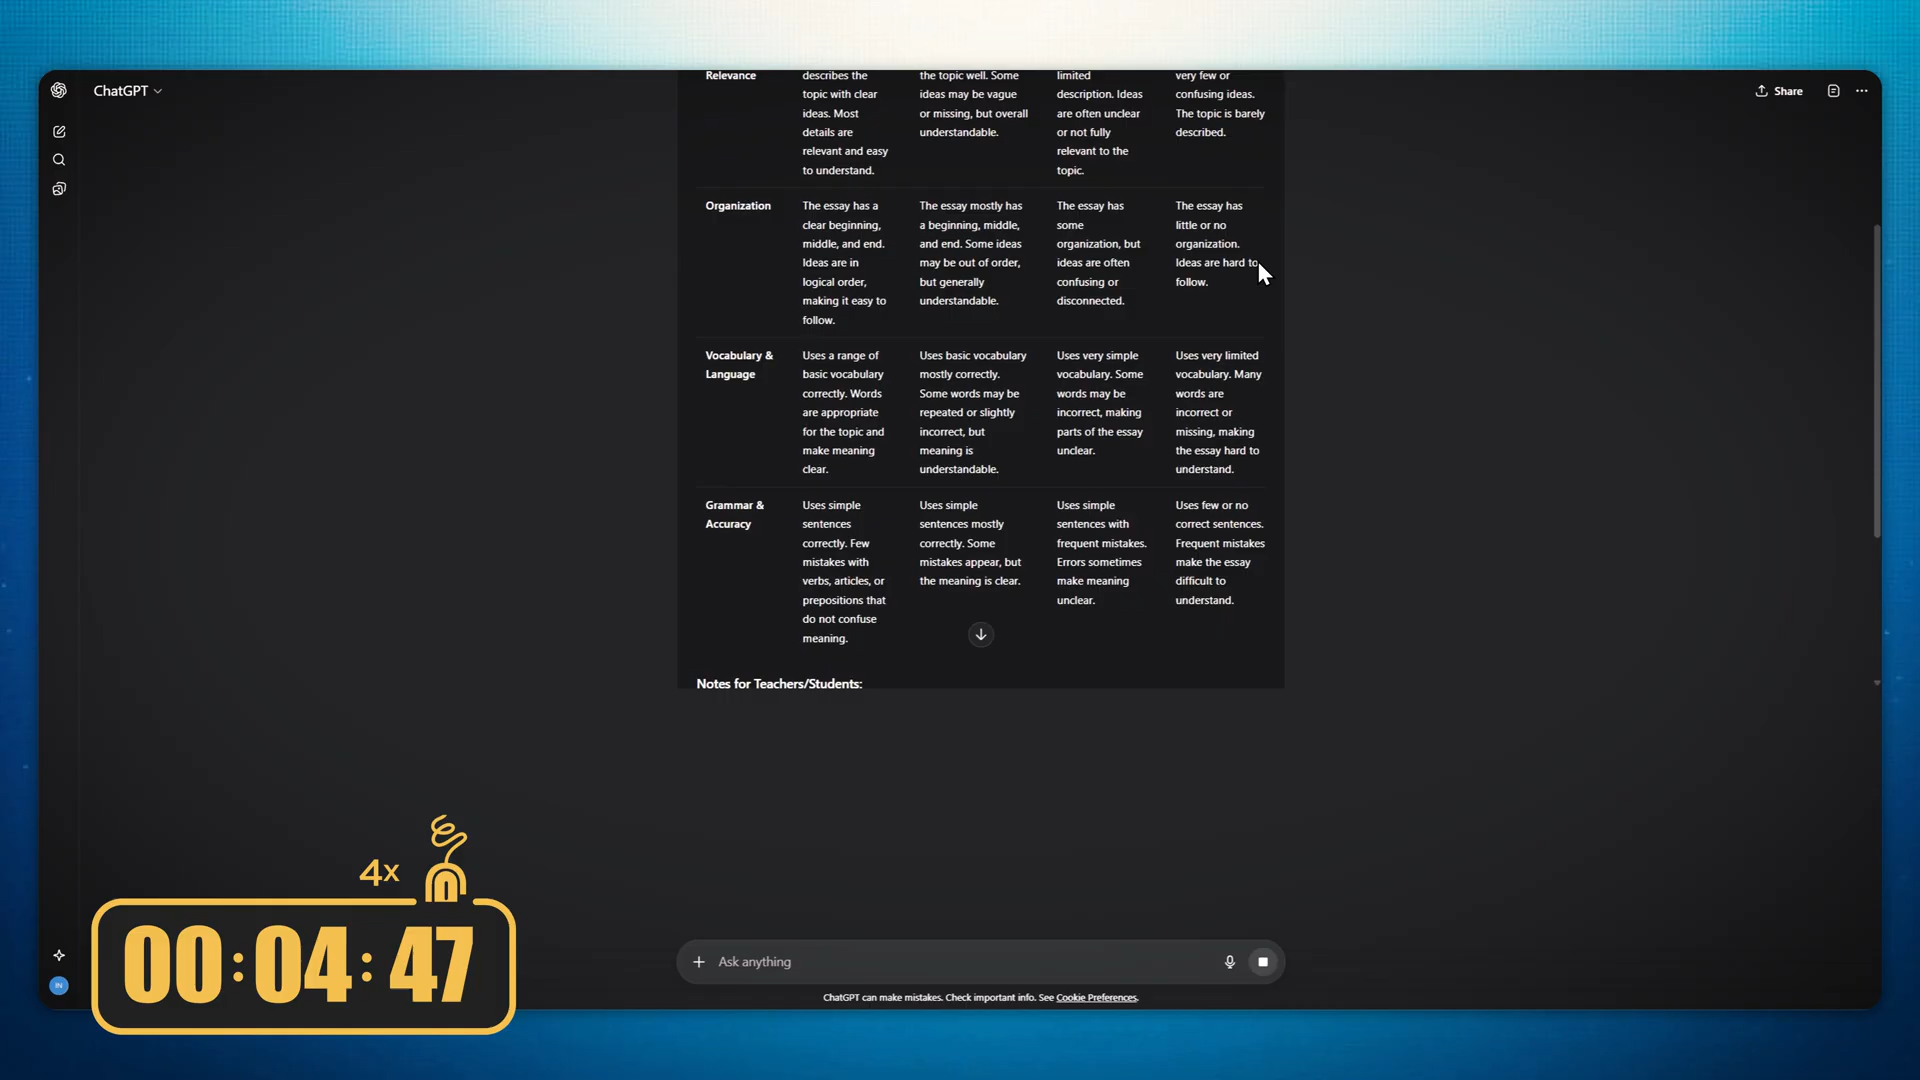 ChatGPT
Share
Relevance
describes the
topic with clear
ideas. Most
details are
relevant and easy
to understand.
the topic well. Some
ideas may be vague
or missing, but overall
understandable.
limited
description. Ideas
are often unclear
or not fully
relevant to the
topic.
very few or
confusing ideas.
The topic is barely
described.
Organization
The essay has a
clear beginning,
middle, and end.
Ideas are in
logical order,
making it easy to
follow.
The essay mostly has
a beginning, middle,
and end. Some ideas
may be out of order,
but generally
understandable.
The essay has
some
organization, but
ideas are often
confusing or
disconnected.
The essay has
little or no
organization.
Ideas are hard to
follow.
Vocabulary &
Language
Uses a range of
basic vocabulary
correctly. Words
are appropriate
for the topic and
make meaning
clear.
Uses basic vocabulary
mostly correctly.
Some words may be
repeated or slightly
incorrect, but
meaning is
understandable.
Uses very simple
vocabulary. Some
words may be
incorrect, making
parts of the essay
unclear.
Uses very limited
vocabulary. Many
words are
incorrect or
missing, making
the essay hard to
understand.
Grammar &
Accuracy
Uses simple
sentences
correctly. Few
mistakes with
verbs, articles, or
prepositions that
do not confuse
meaning.
Uses simple
sentences mostly
correctly. Some
mistakes appear, but
the meaning is clear.
Uses simple
sentences with
frequent mistakes.
Errors sometimes
make meaning
unclear.
Uses few or no
correct sentences.
Frequent mistakes
make the essay
difficult to
understand.
Notes for Teachers/Students:
4x
00:04:47
IN
Ask anything
ChatGPT can make mistakes. Check important info. See Cookie Preferences.